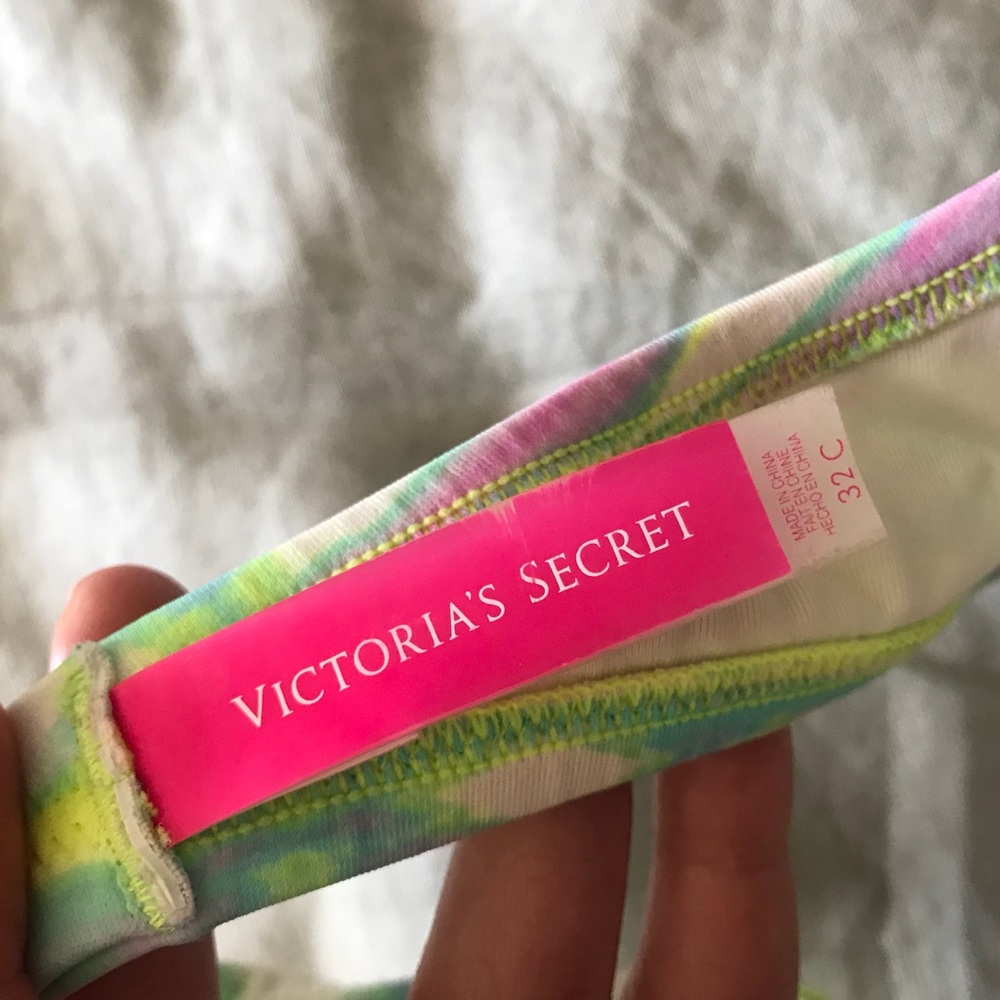 VICTORIA'S SECRET
MADE IN CHINA
FAIT EN CHINE
HECHO EN CHINA
32 C